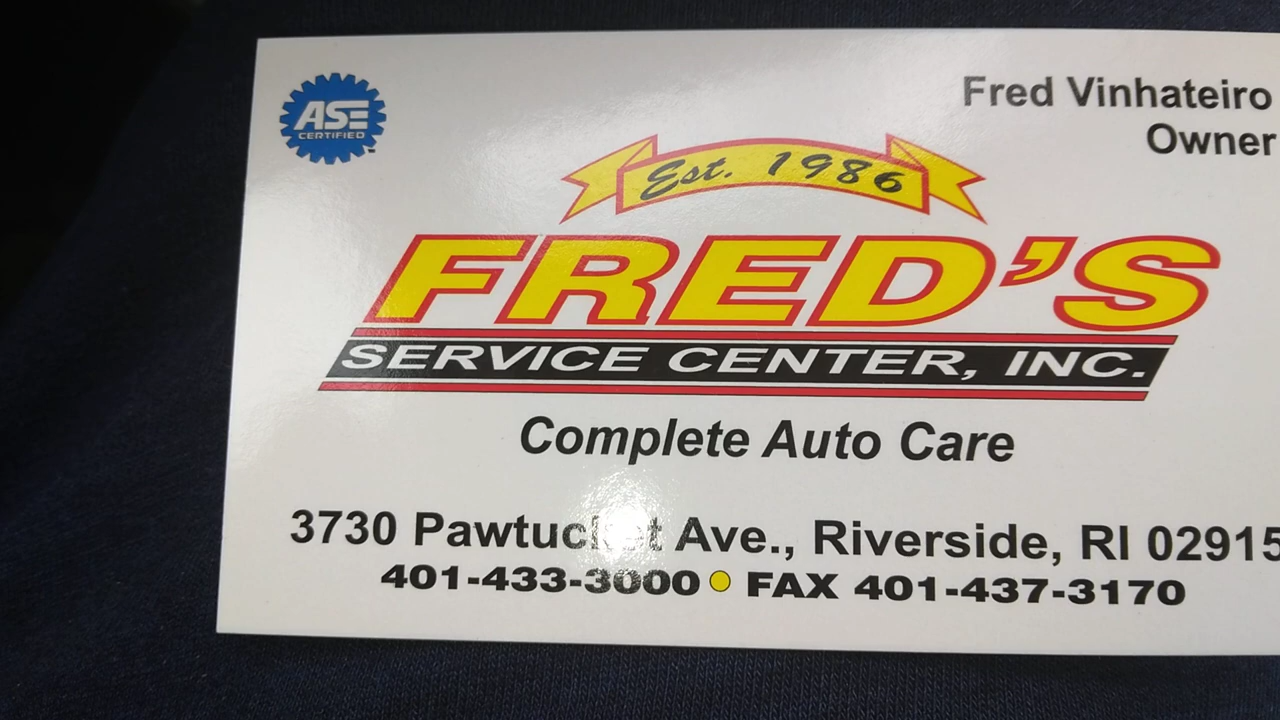 ASE
CERTIFIED
Fred Vinhateiro
Owner
Est. 1986
FRED'S
SERVICE CENTER, INC.
Complete Auto Care
3730 Pawtucket Ave., Riverside, RI 02915
401-433-3000 FAX 401-437-3170